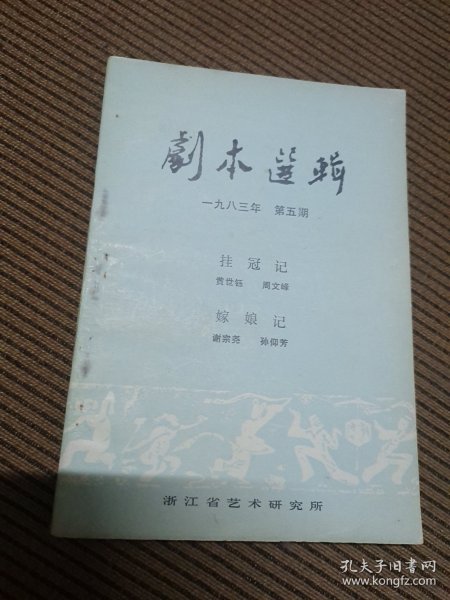 劇本選輯
一九八三年 第五期
挂冠记
黄世钰 周文峰
嫁娘记
谢宗尧 孙仰芳
浙江省艺术研究所
孔夫子旧书网
www.kongfz.com